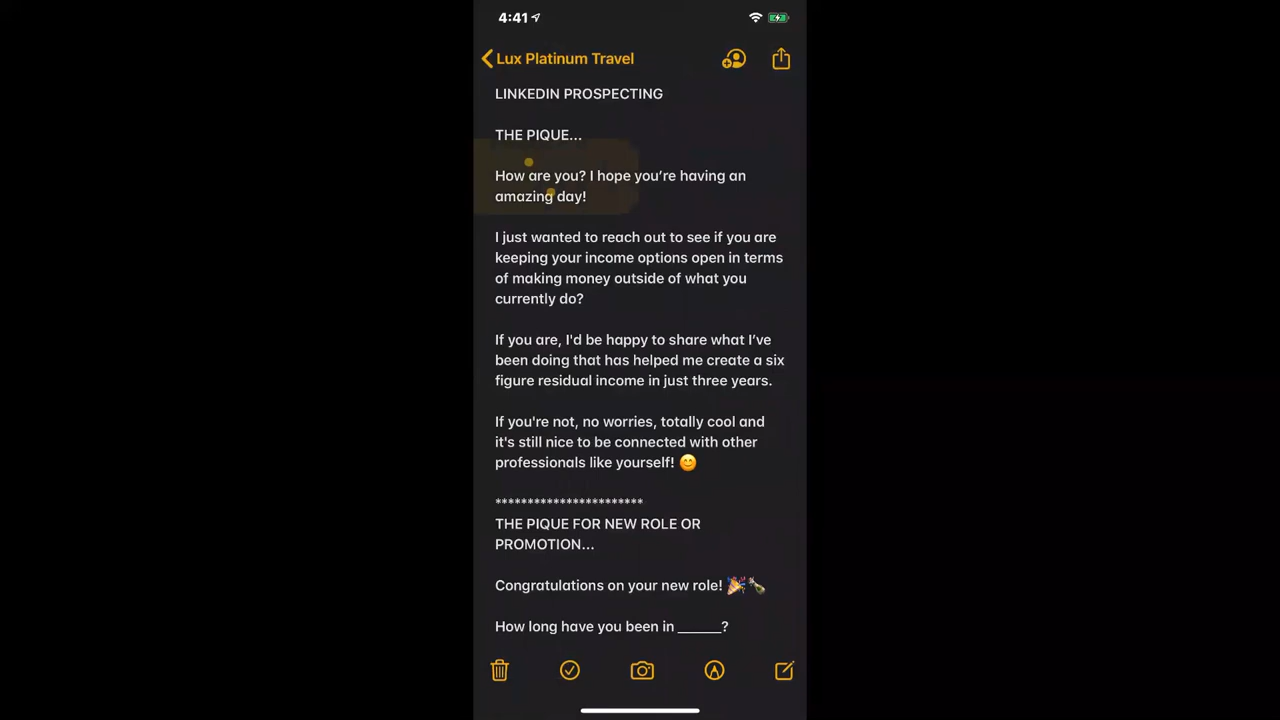 4:41
Lux Platinum Travel
LINKEDIN PROSPECTING
THE PIQUE...
How are you? I hope you’re having an
amazing day!
I just wanted to reach out to see if you are
keeping your income options open in terms
of making money outside of what you
currently do?
If you are, I'd be happy to share what I’ve
been doing that has helped me create a six
figure residual income in just three years.
If you're not, no worries, totally cool and
it's still nice to be connected with other
professionals like yourself! 😊
***********************
THE PIQUE FOR NEW ROLE OR
PROMOTION...
Congratulations on your new role! 🎉🍾
How long have you been in ______?